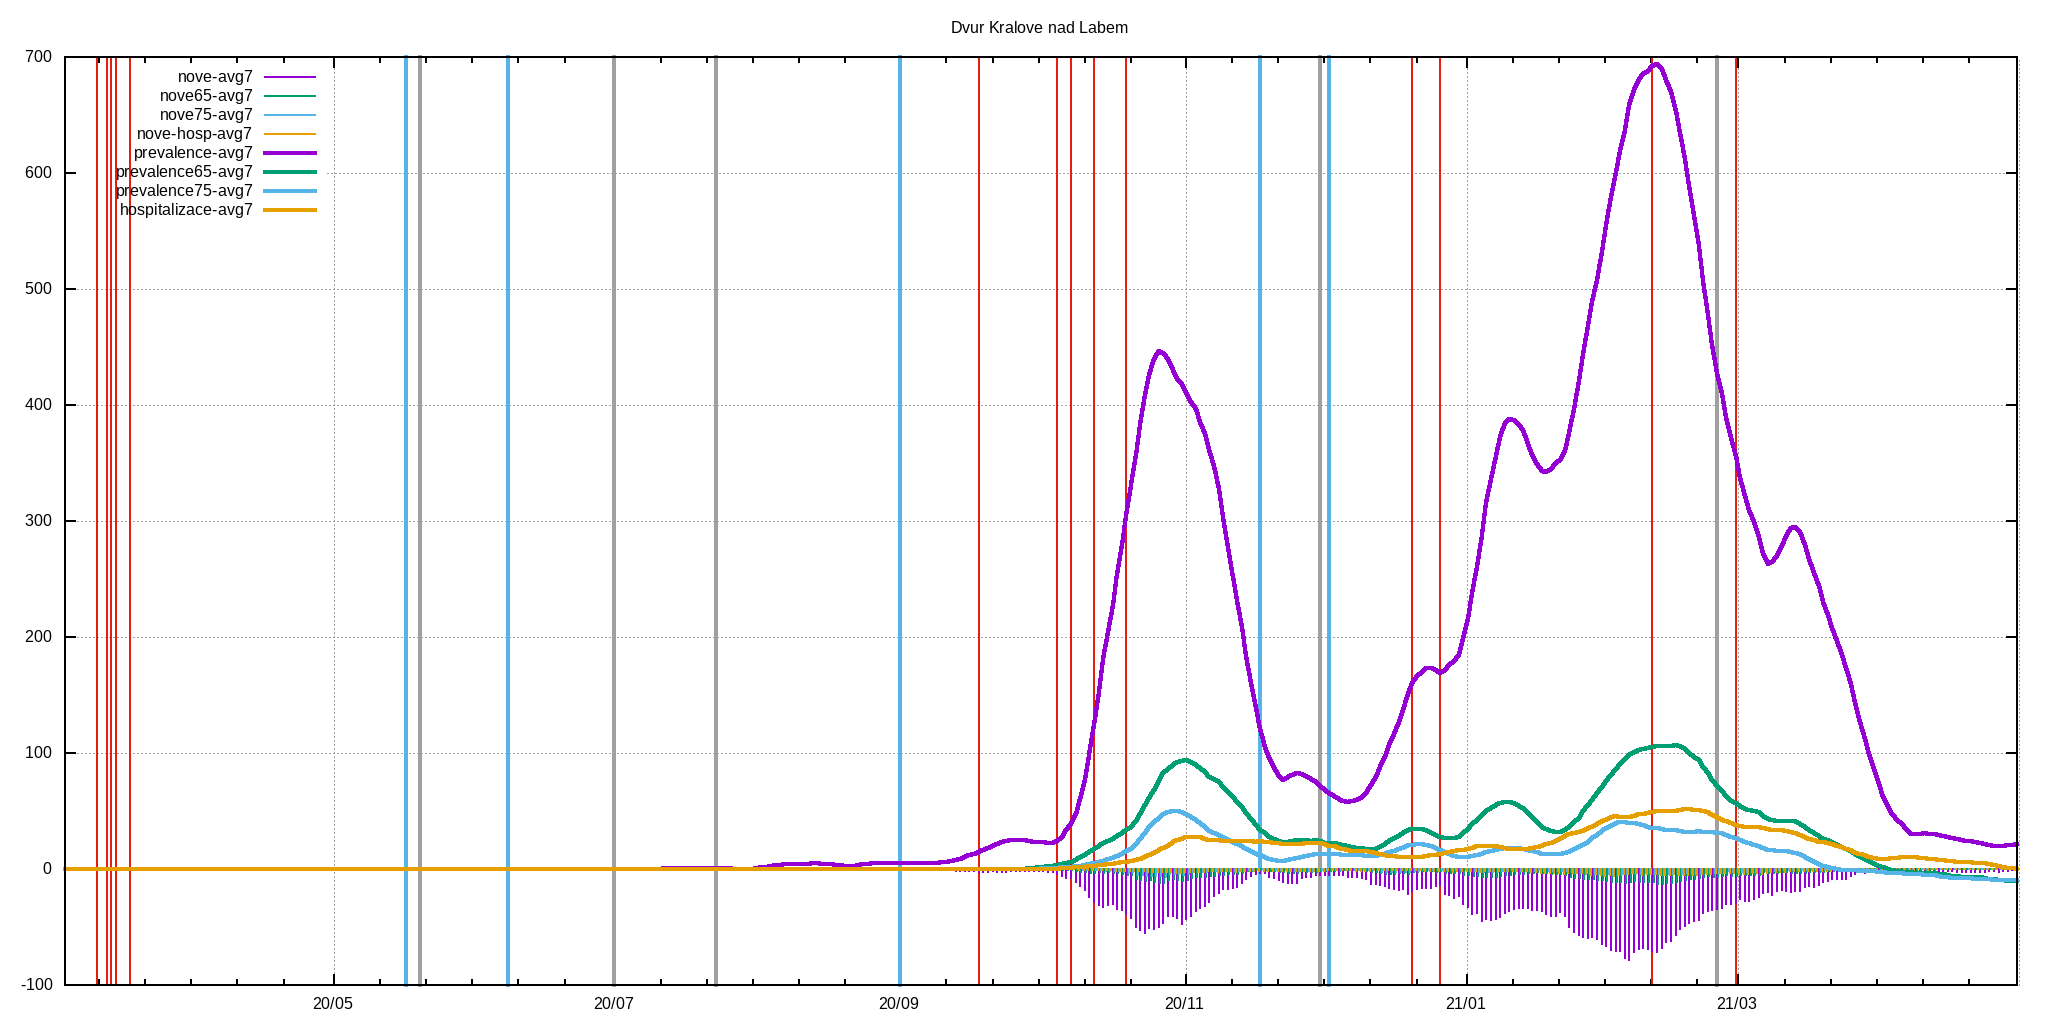 Dvur Kralove nad Labem
700
600
500
400
300
200
100
0
-100
nove-avg7
nove65-avg7
nove75-avg7
nove-hosp-avg7
prevalence-avg7
prevalence65-avg7
prevalence75-avg7
hospitalizace-avg7
20/05
20/07
20/09
20/11
21/01
21/03